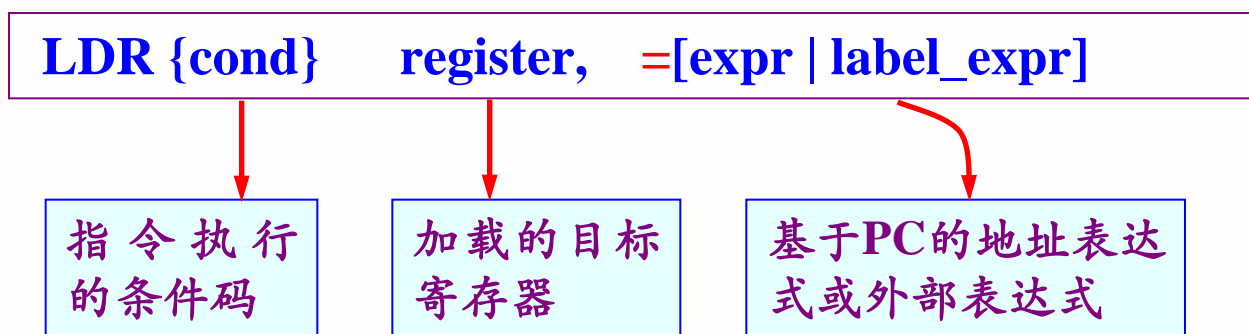 LDR {cond} register, =[expr | label_expr]
指令执行
的条件码
加载的目标
寄存器
基于PC的地址表达
式或外部表达式